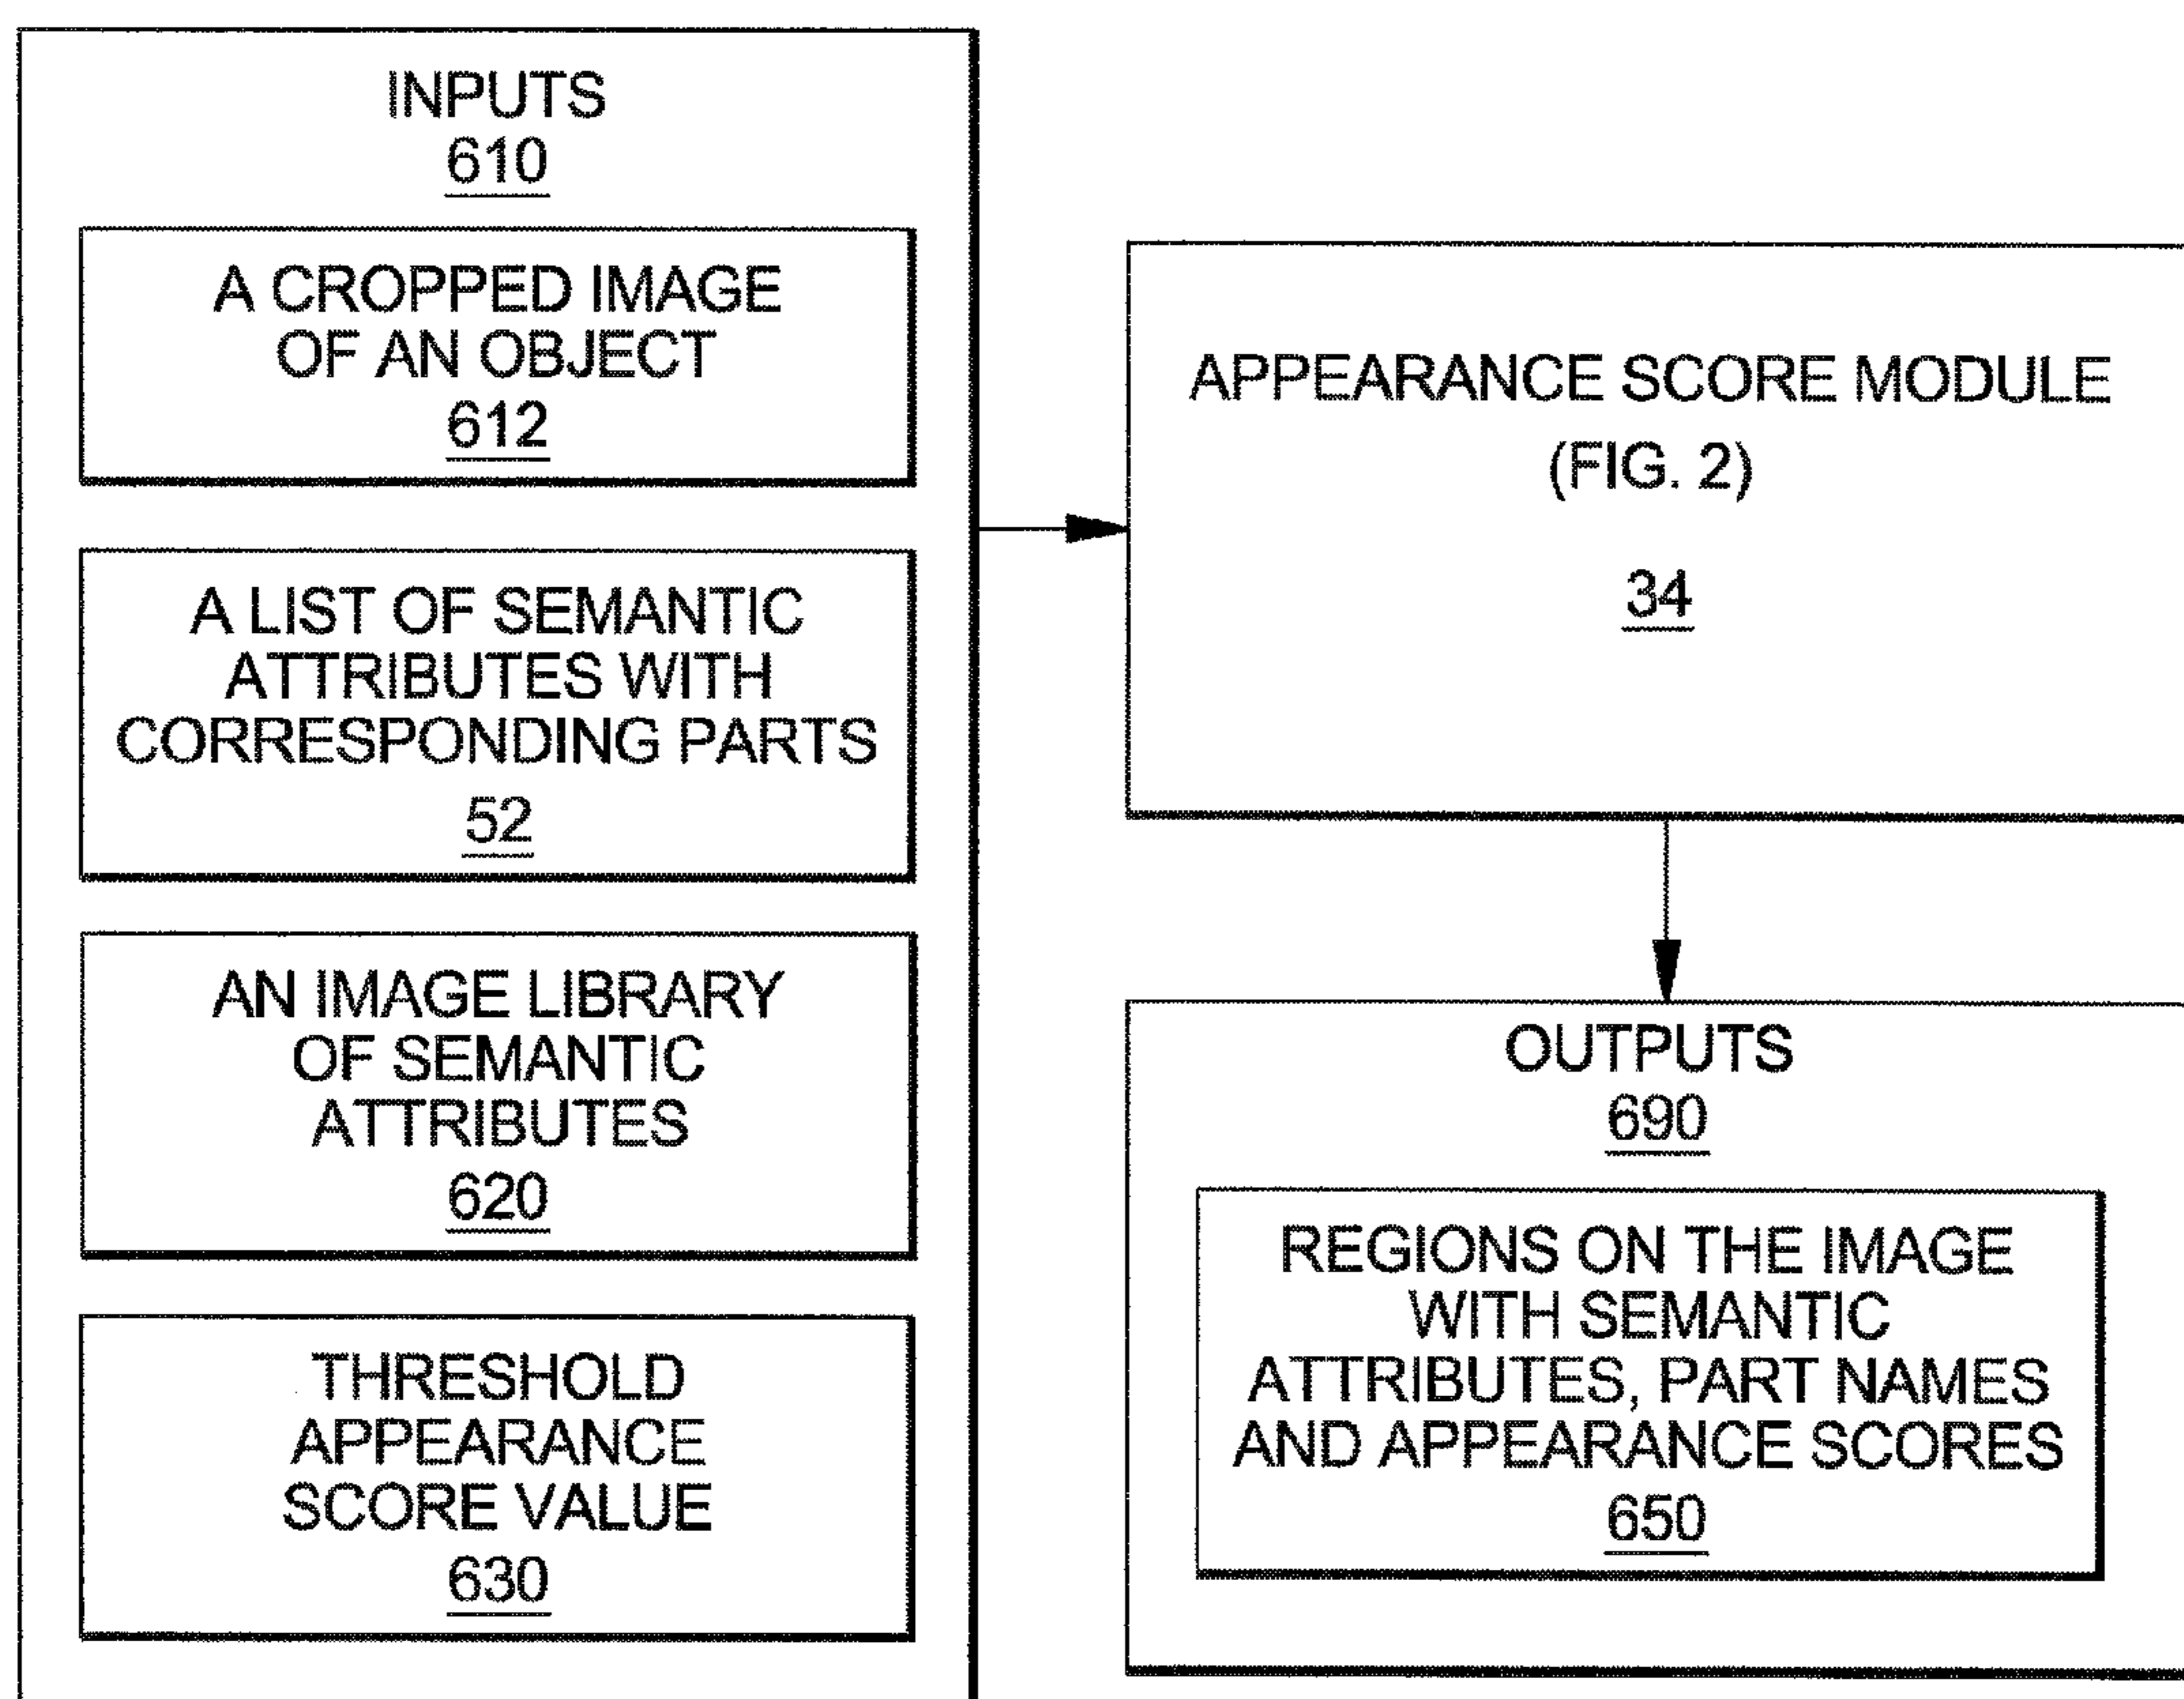 INPUTS
610
A CROPPED IMAGE
OF AN OBJECT
612
A LIST OF SEMANTIC
ATTRIBUTES WITH
CORRESPONDING PARTS
52
AN IMAGE LIBRARY
OF SEMANTIC
ATTRIBUTES
620
THRESHOLD
APPEARANCE
SCORE VALUE
630
APPEARANCE SCORE MODULE
(FIG. 2)
34
OUTPUTS
690
REGIONS ON THE IMAGE
WITH SEMANTIC
ATTRIBUTES, PART NAMES
AND APPEARANCE SCORES
650